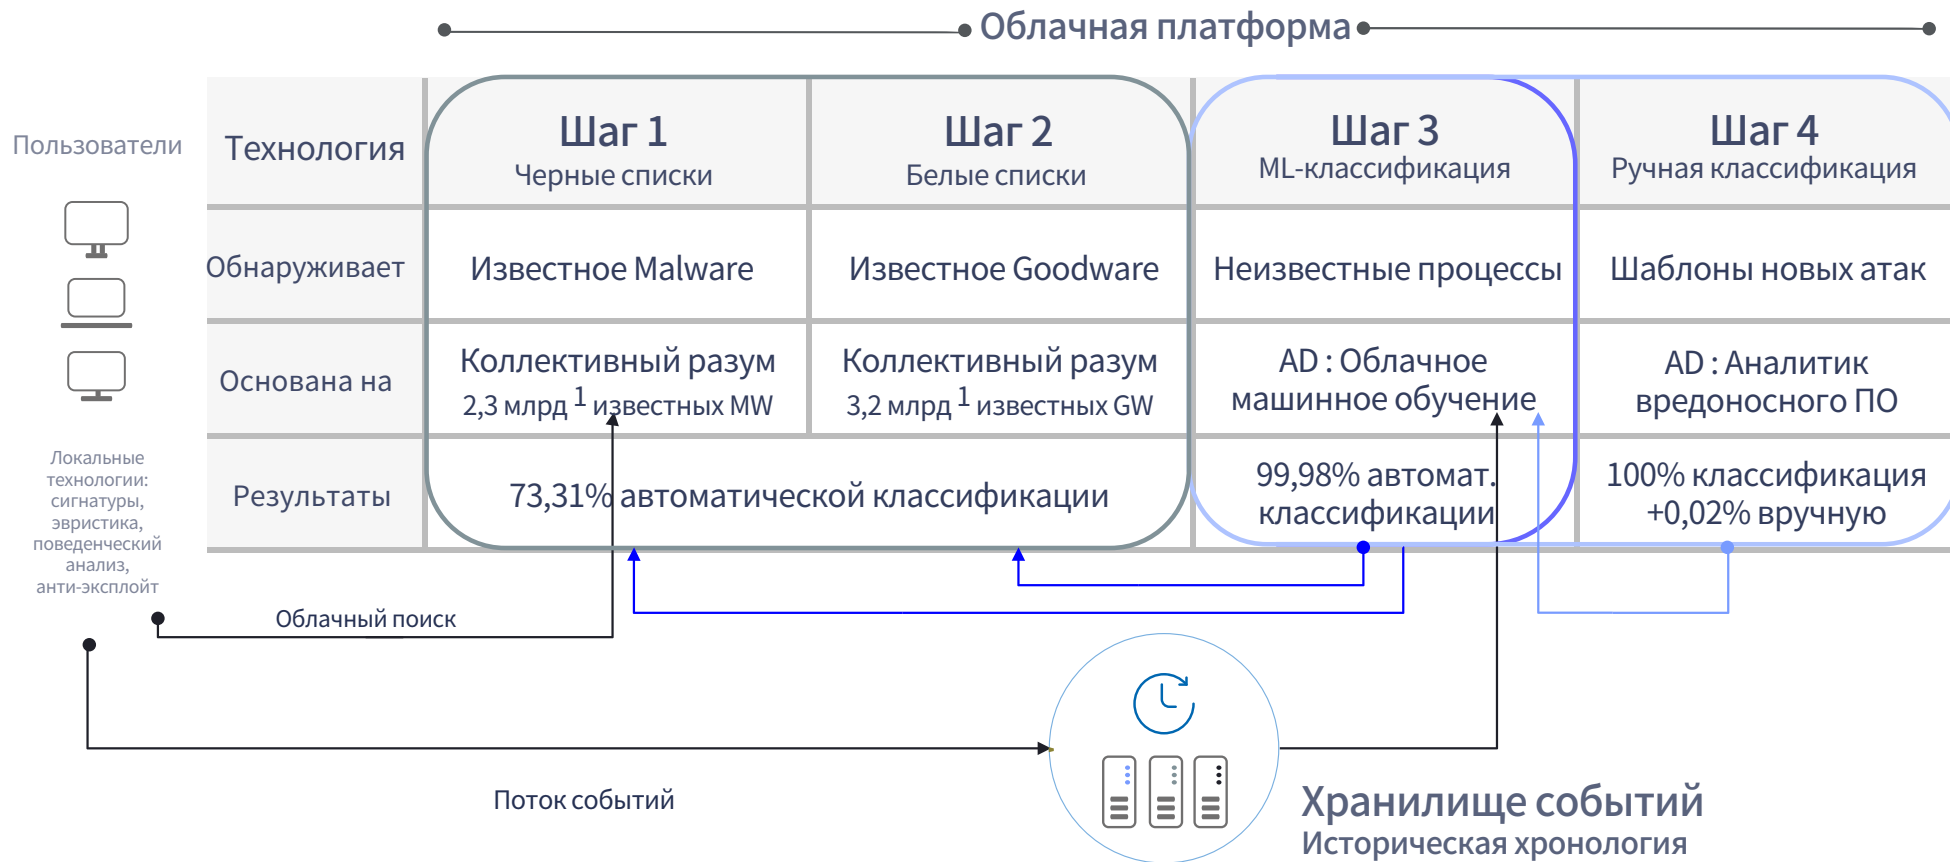 Облачная платформа
Пользователи
Технология
Шаг 1
Черные списки
Шаг 2
Белые списки
Шаг 3
ML-классификация
Шаг 4
Ручная классификация
Обнаруживает
Известное Malware
Известное Goodware
Неизвестные процессы
Шаблоны новых атак
Основана на
Коллективный разум
2,3 млрд 1 известных MW
Коллективный разум
3,2 млрд 1 известных GW
AD : Облачное
машинное обучение
AD : Аналитик
вредоносного ПО
Результаты
73,31% автоматической классификации
99,98% автомат.
классификации
100% классификация
+0,02% вручную
Локальные
технологии:
сигнатуры,
эвристика,
поведенческий
анализ,
анти-эксплойт
Облачный поиск
Поток событий
Хранилище событий
Историческая хронология